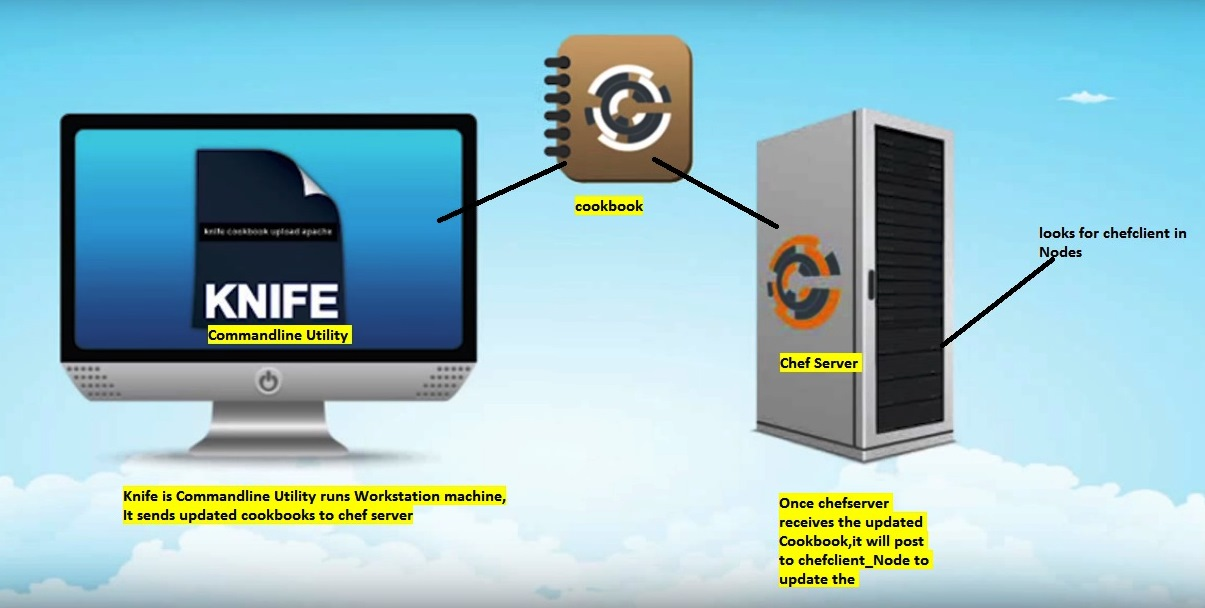 cookbook
looks for chefclient in
Nodes
knife cookbook upload apache
KNIFE
Commandline Utility
Chef Server
Knife is Commandline Utility runs Workstation machine,
It sends updated cookbooks to chef server
Once chefserver
receives the updated
Cookbook,it will post
to chefclient_Node to
update the